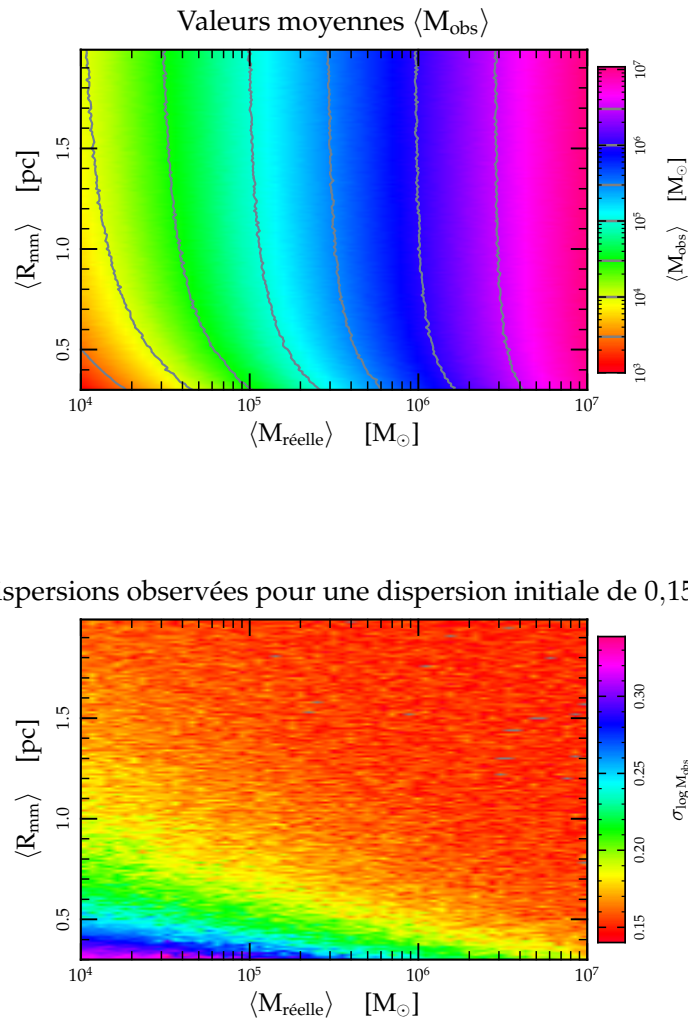 Valeurs moyennes ⟨M_obs⟩
⟨R_mm⟩ [pc]
0.5 1.0 1.5
10^4 10^5 10^6 10^7
⟨M_réelle⟩ [M_⊙]
10^3 10^4 10^5 10^6 10^7
⟨M_obs⟩ [M_⊙]
spersions observées pour une dispersion initiale de 0,15
⟨R_mm⟩ [pc]
0.5 1.0 1.5
10^4 10^5 10^6 10^7
⟨M_réelle⟩ [M_⊙]
0.15 0.20 0.25 0.30
σ_log M_obs